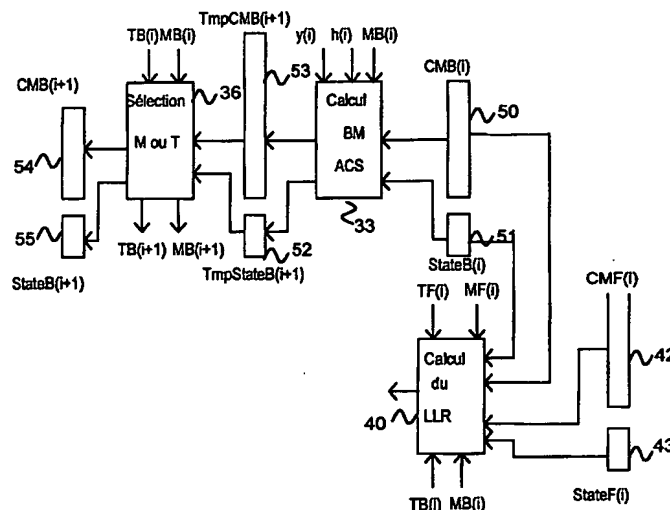 TmpCMB(i+1)
TB(i) MB(i)
y(i) h(i) MB(i)
CMB(i+1)
36
53
CMB(i)
Sélection
M ou T
Calcul
BM
ACS
50
54
33
55
TB(i+1) MB(i+1)
52
51
StateB(i+1)
TmpStateB(i+1)
StateB(i)
TF(i) MF(i)
CMF(i)
Calcul
du
LLR
42
40
43
TB(i) MB(i)
StateF(i)